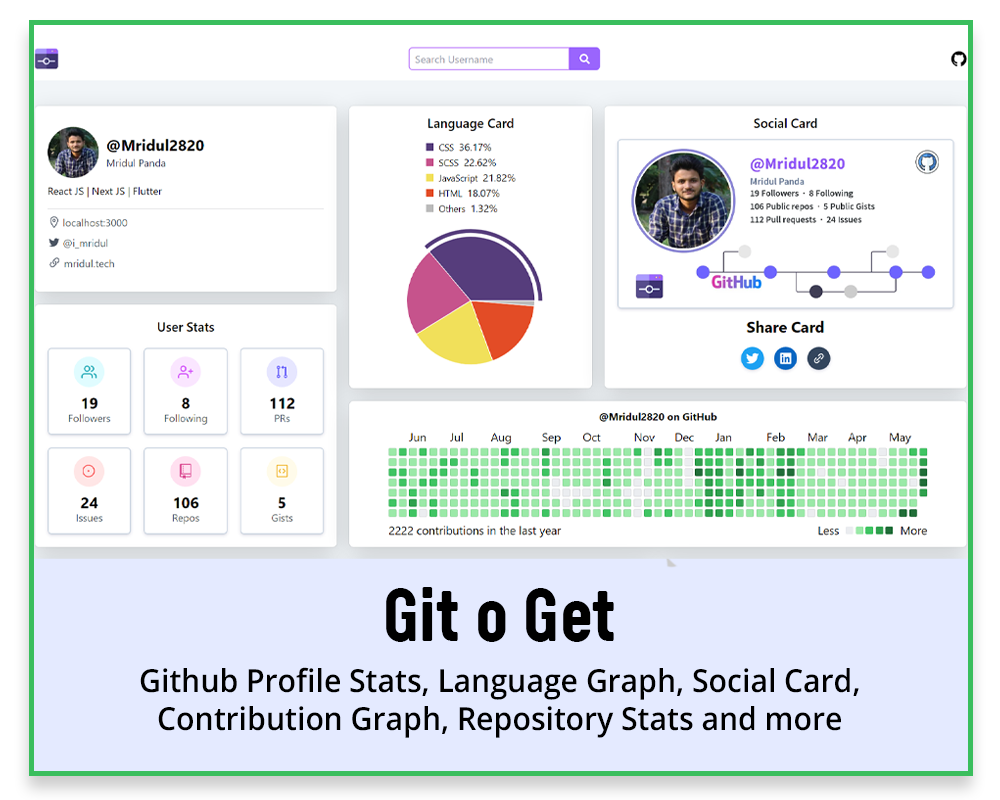 Search Username
@Mridul2820
Mridul Panda
React JS | Next JS | Flutter
localhost:3000
@i_mridul
mridul.tech
User Stats
19
Followers
8
Following
112
PRs
24
Issues
106
Repos
5
Gists
Language Card
CSS 36.17%
SCSS 22.62%
JavaScript 21.82%
HTML 18.07%
Others 1.32%
Social Card
@Mridul2820
Mridul Panda
19 Followers · 8 Following
106 Public repos · 5 Public Gists
112 Pull requests · 24 Issues
GitHub
Share Card
@Mridul2820 on GitHub
Jun Jul Aug Sep Oct Nov Dec Jan Feb Mar Apr May
2222 contributions in the last year
Less More
Git o Get
Github Profile Stats, Language Graph, Social Card,
Contribution Graph, Repository Stats and more